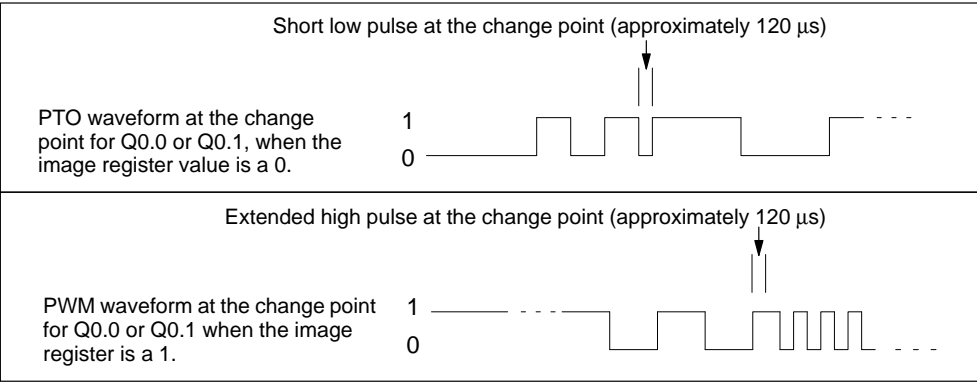 Short low pulse at the change point (approximately 120 μs)
PTO waveform at the change
point for Q0.0 or Q0.1, when the
image register value is a 0.
1
0
Extended high pulse at the change point (approximately 120 μs)
PWM waveform at the change point
for Q0.0 or Q0.1 when the image
register is a 1.
1
0